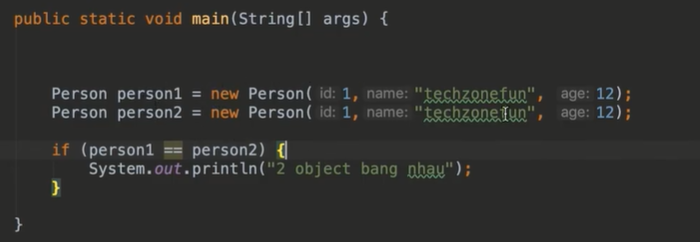 public static void main(String[] args) {
Person person1 = new Person( id: 1, name: "techzonefun", age: 12);
Person person2 = new Person( id: 1, name: "techzonefun", age: 12);
if (person1 == person2) {
System.out.println("2 object bang nhau");
}
}